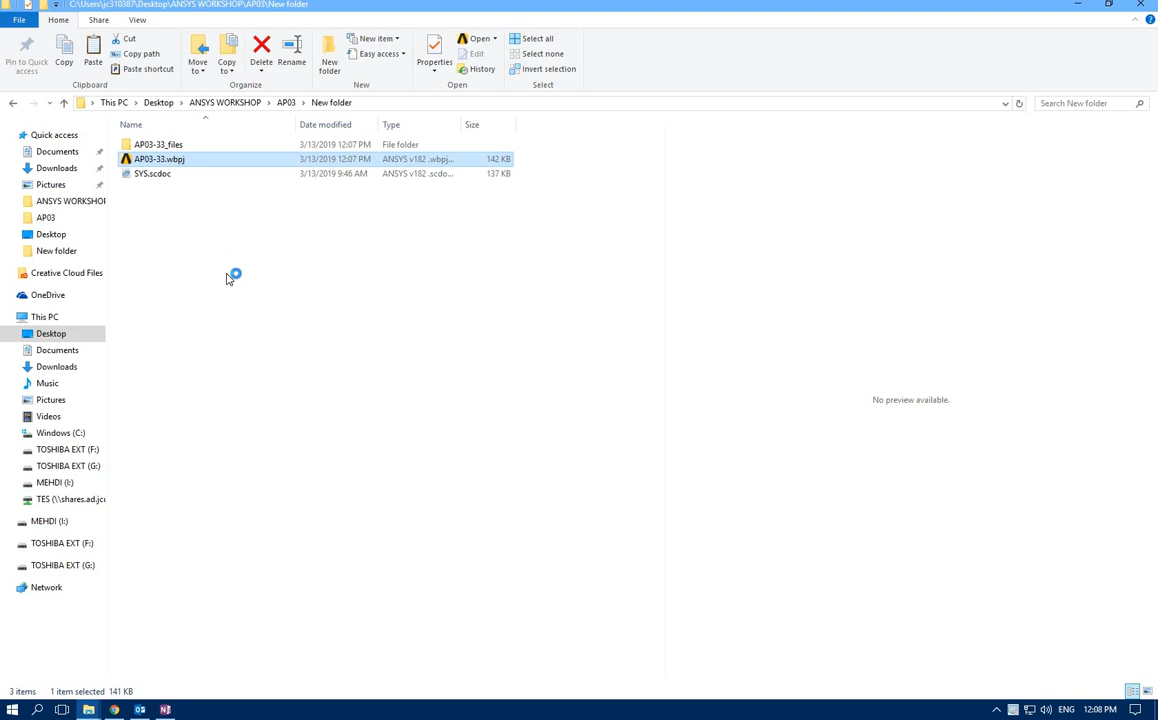 C:\Users\jc310387\Desktop\ANSYS WORKSHOP\AP03\New folder
File Home Share View
Pin to Quick access
Copy
Paste
Cut
Copy path
Paste shortcut
Move to
Copy to
Delete
Rename
New folder
New item
Easy access
Properties
Open
Edit
History
Select all
Select none
Invert selection
Clipboard Organize New Open Select
This PC Desktop ANSYS WORKSHOP AP03 New folder
Search New folder
Name Date modified Type Size
AP03-33_files 3/13/2019 12:07 PM File folder
AP03-33.wbpj 3/13/2019 12:07 PM ANSYS v182 .wbpj... 142 KB
SYS.scdoc 3/13/2019 9:46 AM ANSYS v182 .scdo... 137 KB
Quick access
Documents
Downloads
Pictures
ANSYS WORKSHOP
AP03
Desktop
New folder
Creative Cloud Files
OneDrive
This PC
Desktop
Documents
Downloads
Music
Pictures
Videos
Windows (C:)
TOSHIBA EXT (F:)
TOSHIBA EXT (G:)
MEHDI (I:)
TES (\\shares.ad.jcu
MEHDI (I:)
TOSHIBA EXT (F:)
TOSHIBA EXT (G:)
Network
No preview available.
3 items 1 item selected 141 KB
ENG 12:08 PM